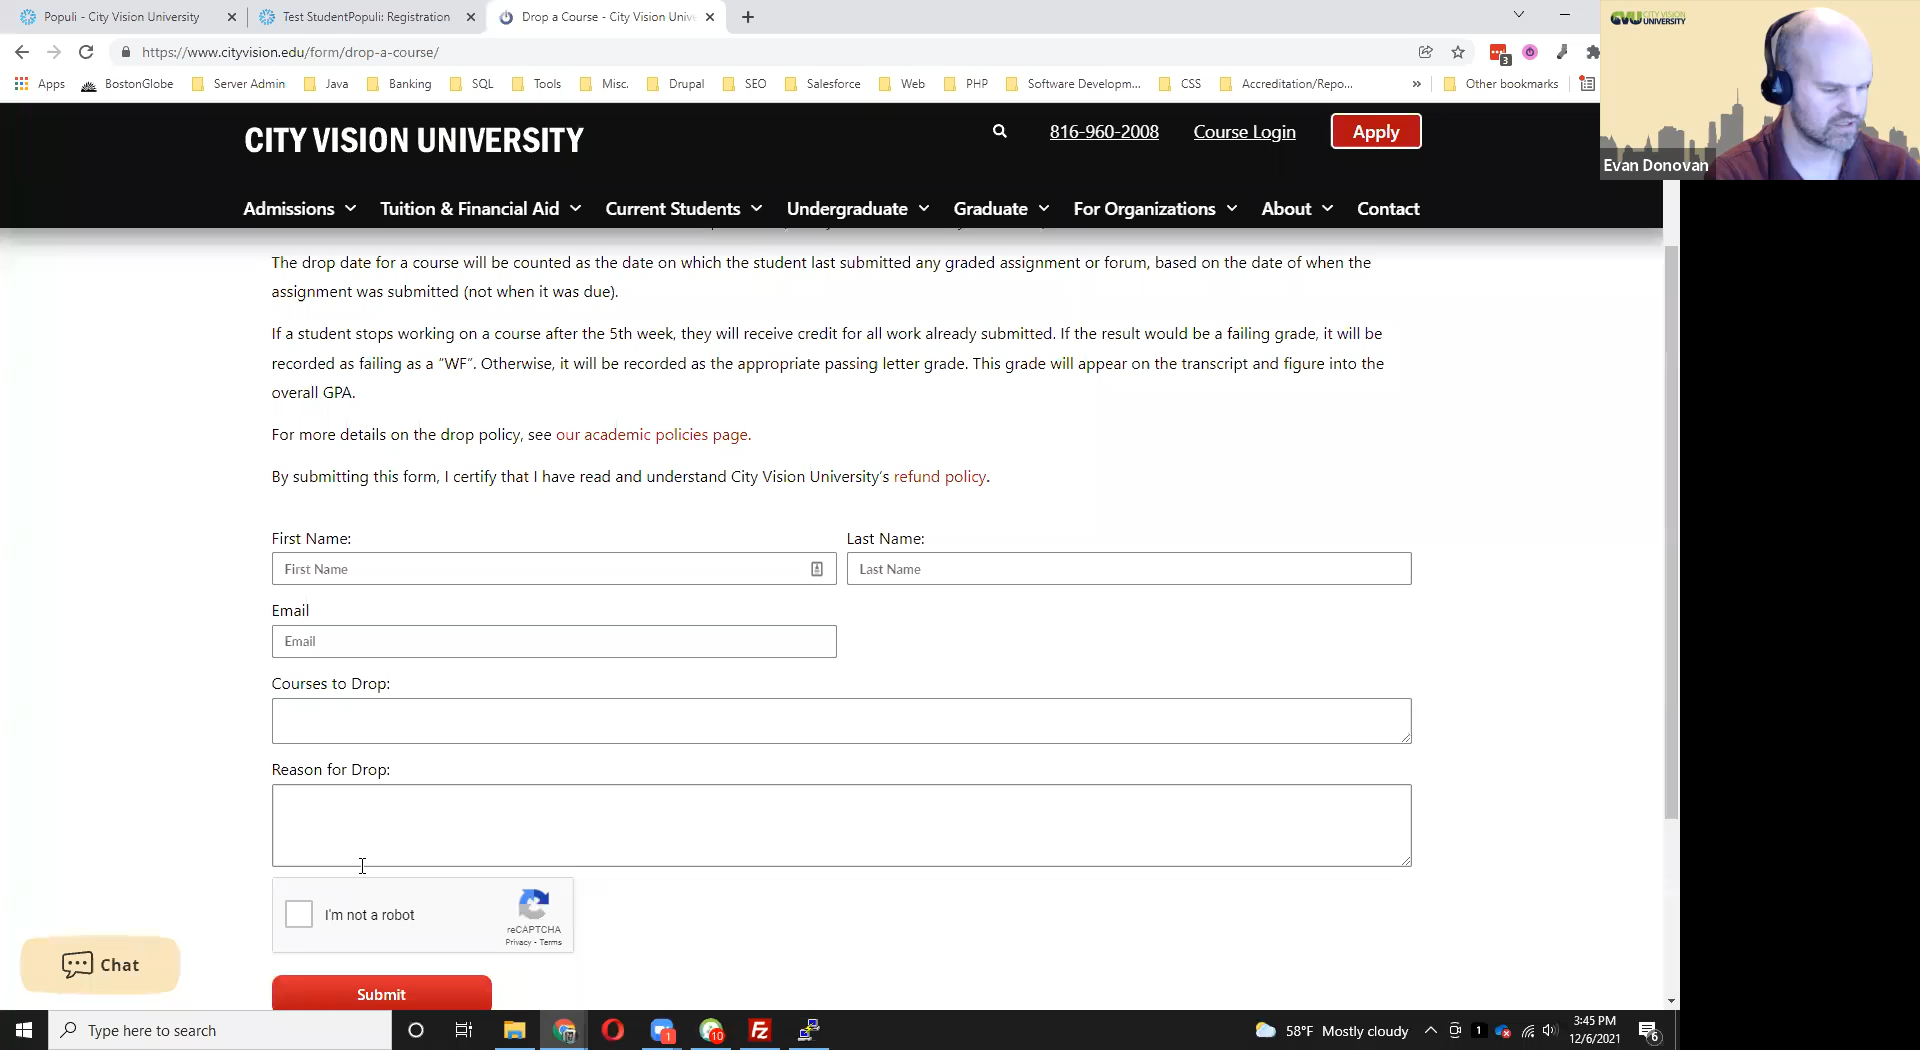 Populi - City Vision University
Test StudentPopuli: Registration
Drop a Course - City Vision Univ
https://www.cityvision.edu/form/drop-a-course/
3
Apps
BostonGlobe
Server Admin
Java
Banking
SQL
Tools
Misc.
Drupal
SEO
Salesforce
Web
PHP
Software Developm...
CSS
Accreditation/Repo...
»
Other bookmarks
CVU CITY VISION
UNIVERSITY
Evan Donovan
CITY VISION UNIVERSITY
816-960-2008
Course Login
Apply
Admissions
Tuition & Financial Aid
Current Students
Undergraduate
Graduate
For Organizations
About
Contact
The drop date for a course will be counted as the date on which the student last submitted any graded assignment or forum, based on the date of when the
assignment was submitted (not when it was due).
If a student stops working on a course after the 5th week, they will receive credit for all work already submitted. If the result would be a failing grade, it will be
recorded as failing as a “WF”. Otherwise, it will be recorded as the appropriate passing letter grade. This grade will appear on the transcript and figure into the
overall GPA.
For more details on the drop policy, see our academic policies page.
By submitting this form, I certify that I have read and understand City Vision University’s refund policy.
First Name:
Last Name:
First Name
Last Name
Email
Email
Courses to Drop:
Reason for Drop:
I'm not a robot
reCAPTCHA
Privacy - Terms
Chat
Submit
Type here to search
1
10
58°F Mostly cloudy
1
3:45 PM
12/6/2021
6